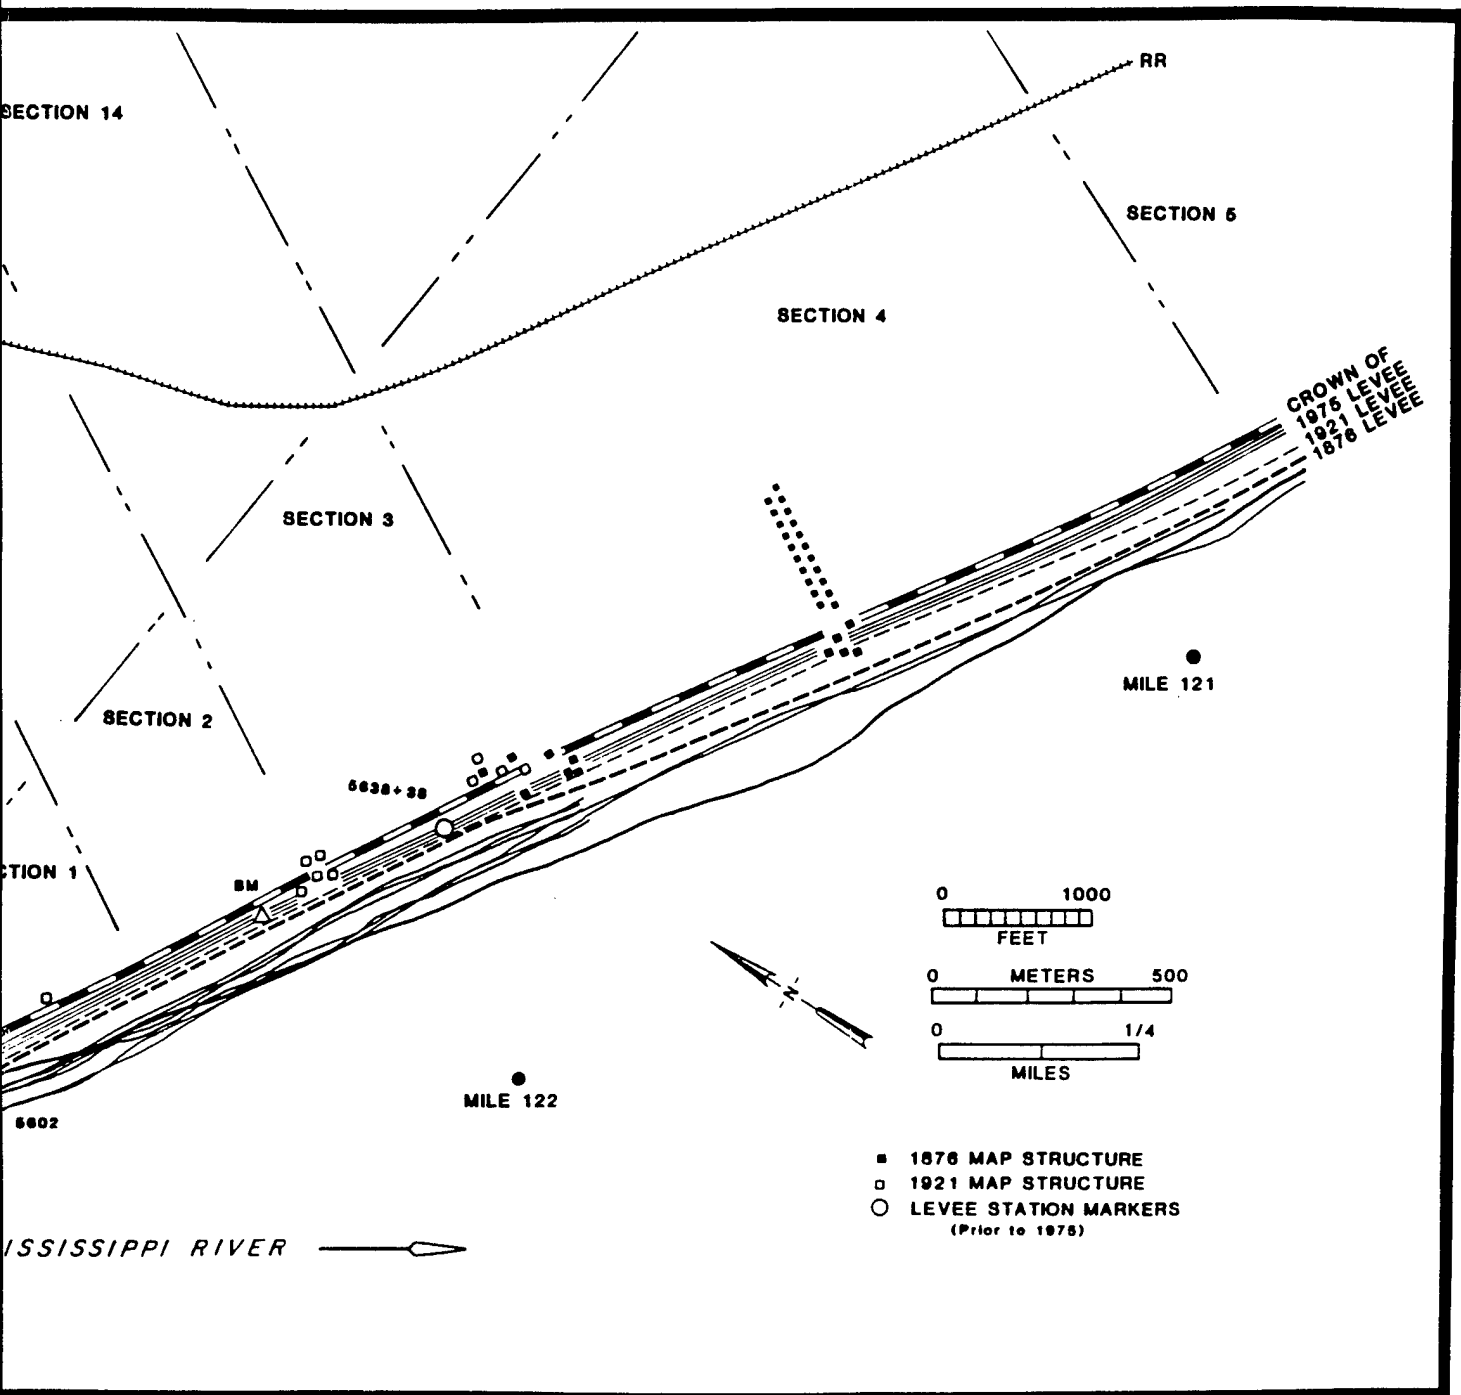 RR
SECTION 14
SECTION 5
SECTION 4
CROWN OF
1975 LEVEE
1921 LEVEE
1876 LEVEE
SECTION 3
MILE 121
SECTION 2
5638+38
CTION 1
BM
0 1000
FEET
N
0 METERS 500
0 1/4
MILES
MILE 122
5602
1876 MAP STRUCTURE
1921 MAP STRUCTURE
LEVEE STATION MARKERS
(Prior to 1975)
ISSISSIPPI RIVER